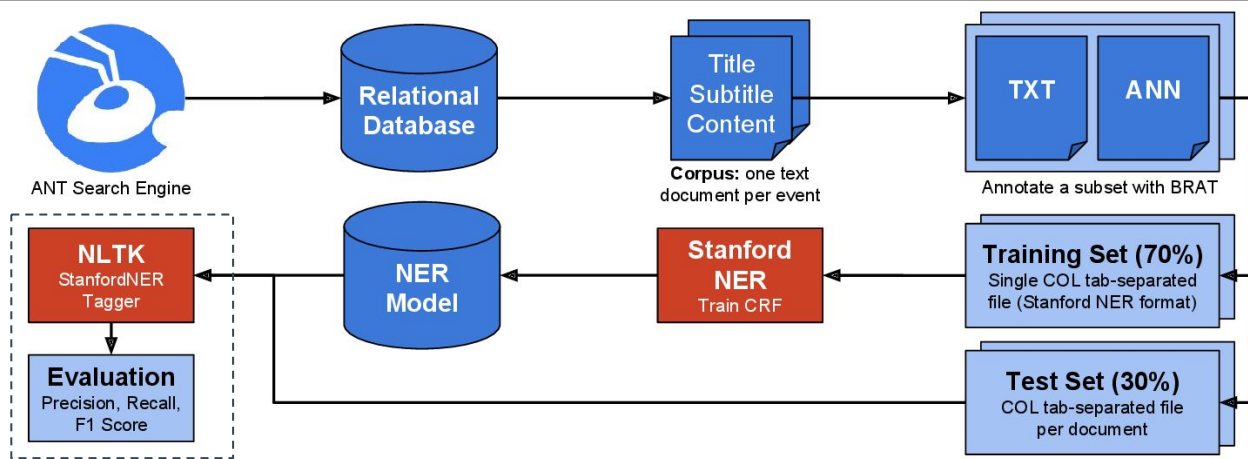 ANT Search Engine
Relational
Database
Title
Subtitle
Content
Corpus: one text
document per event
TXT
ANN
Annotate a subset with BRAT
NLTK
StanfordNER
Tagger
Evaluation
Precision, Recall,
F1 Score
NER
Model
Stanford
NER
Train CRF
Training Set (70%)
Single COL tab-separated
file (Stanford NER format)
Test Set (30%)
COL tab-separated file
per document